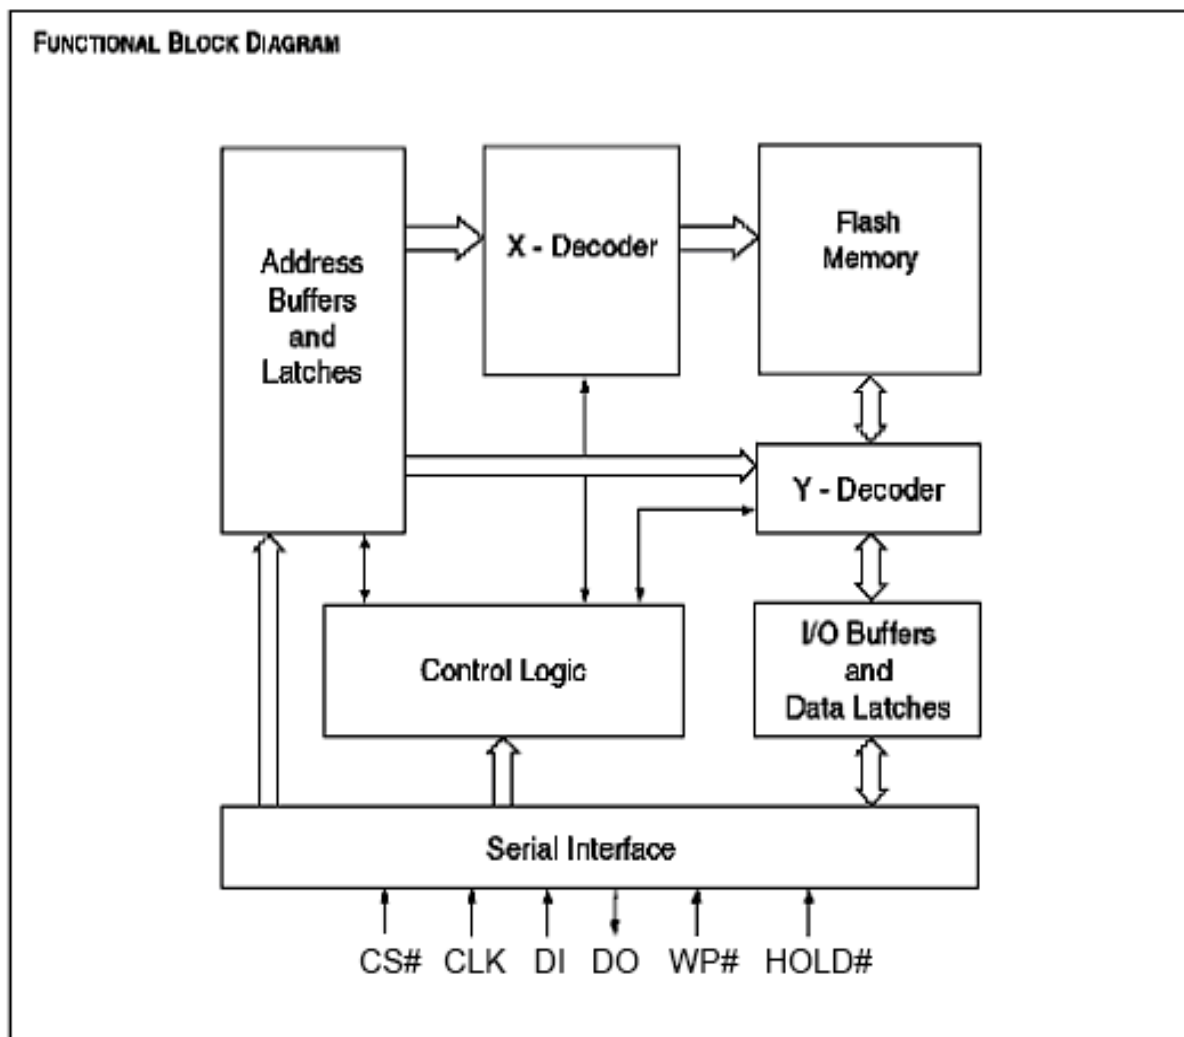 FUNCTIONAL BLOCK DIAGRAM
Address
Buffers
and
Latches
X - Decoder
Flash
Memory
Y - Decoder
Control Logic
I/O Buffers
and
Data Latches
Serial Interface
CS# CLK DI DO WP# HOLD#